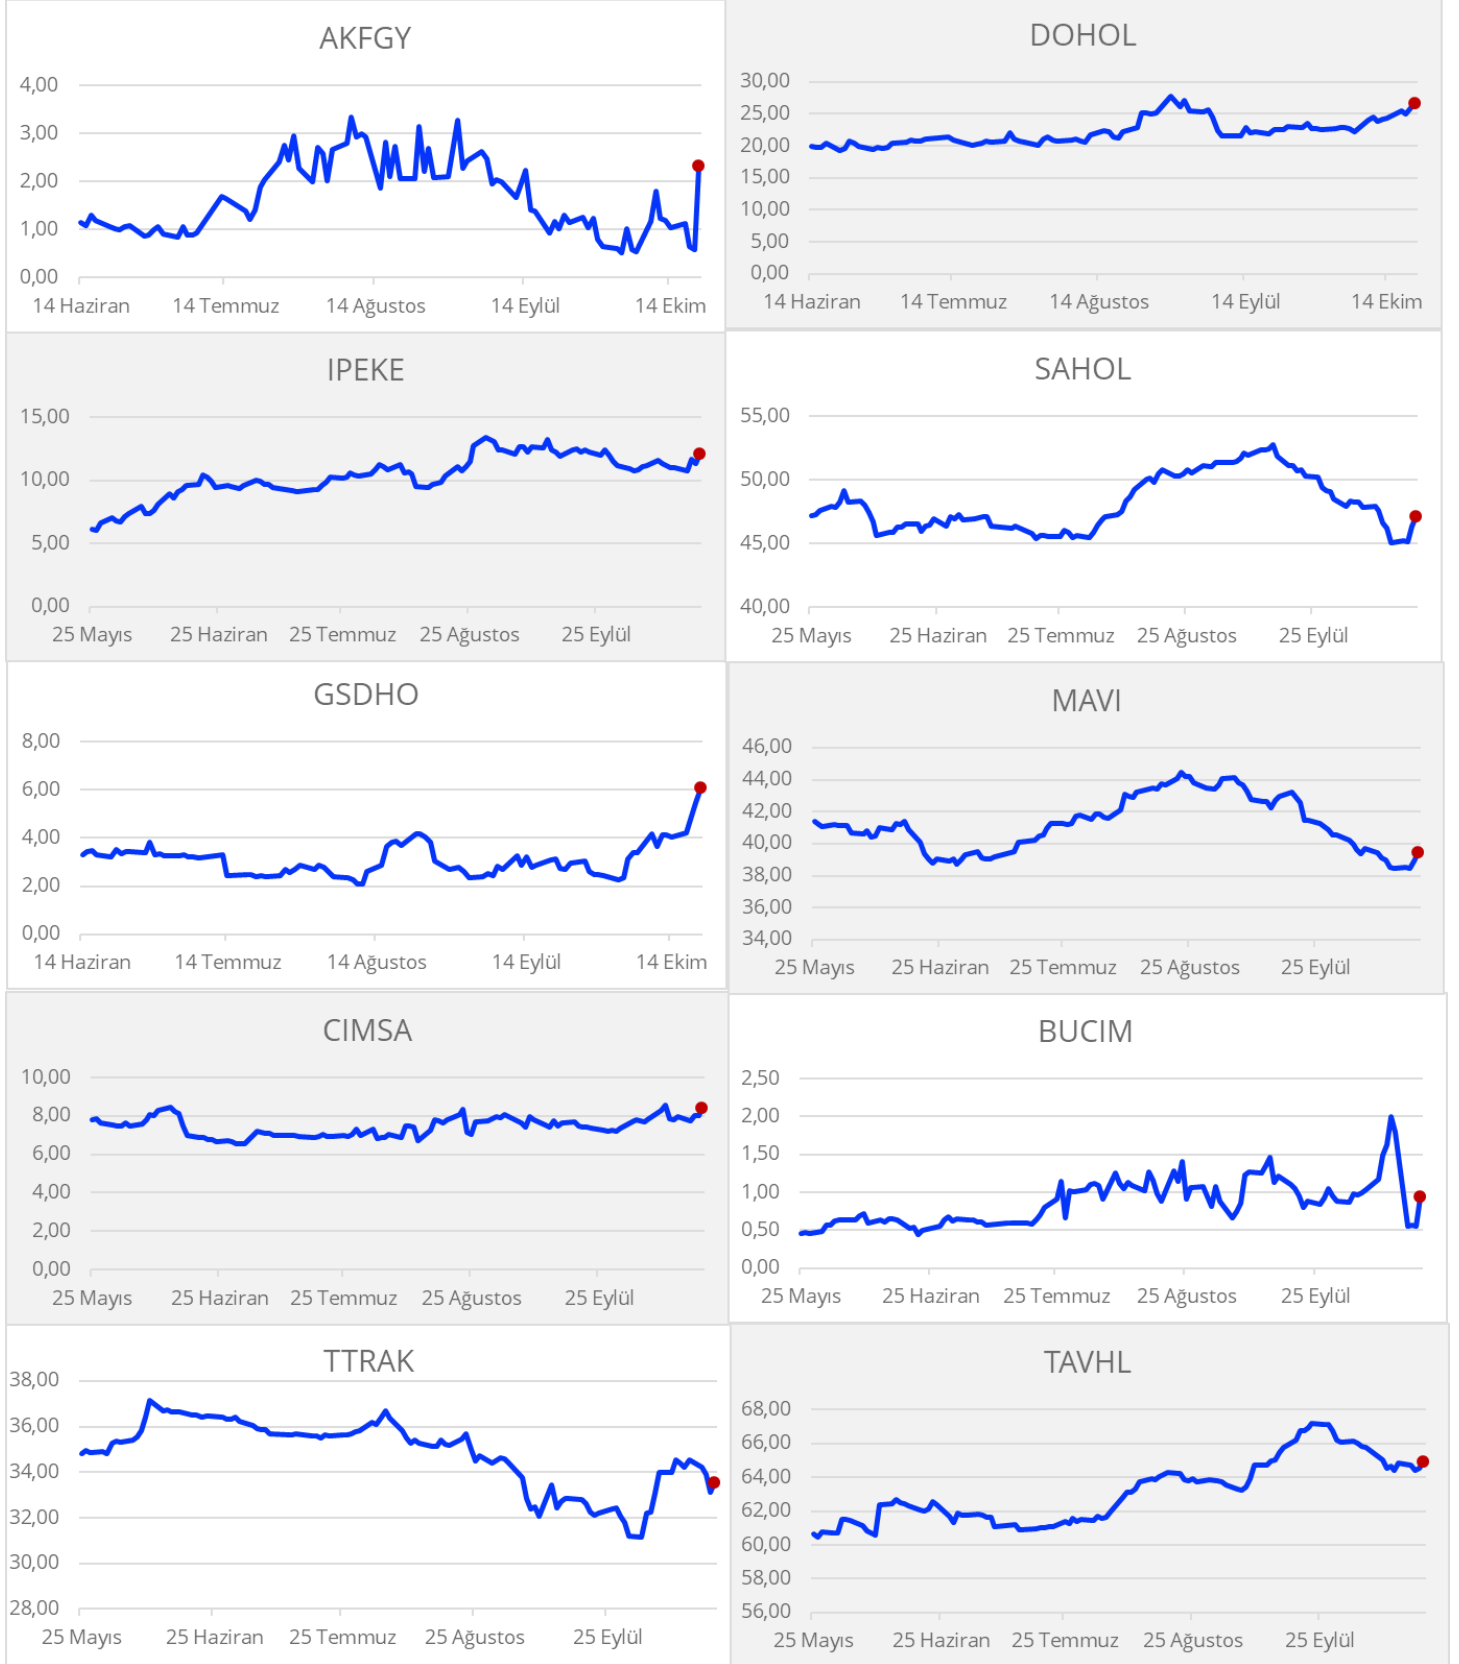 AKFGY
4,00
3,00
2,00
1,00
0,00
14 Haziran 14 Temmuz 14 Ağustos 14 Eylül 14 Ekim
DOHOL
30,00
25,00
20,00
15,00
10,00
5,00
0,00
14 Haziran 14 Temmuz 14 Ağustos 14 Eylül 14 Ekim
IPEKE
15,00
10,00
5,00
0,00
25 Mayıs 25 Haziran 25 Temmuz 25 Ağustos 25 Eylül
SAHOL
55,00
50,00
45,00
40,00
25 Mayıs 25 Haziran 25 Temmuz 25 Ağustos 25 Eylül
GSDHO
8,00
6,00
4,00
2,00
0,00
14 Haziran 14 Temmuz 14 Ağustos 14 Eylül 14 Ekim
MAVI
46,00
44,00
42,00
40,00
38,00
36,00
34,00
25 Mayıs 25 Haziran 25 Temmuz 25 Ağustos 25 Eylül
CIMSA
10,00
8,00
6,00
4,00
2,00
0,00
25 Mayıs 25 Haziran 25 Temmuz 25 Ağustos 25 Eylül
BUCIM
2,50
2,00
1,50
1,00
0,50
0,00
25 Mayıs 25 Haziran 25 Temmuz 25 Ağustos 25 Eylül
TTRAK
38,00
36,00
34,00
32,00
30,00
28,00
25 Mayıs 25 Haziran 25 Temmuz 25 Ağustos 25 Eylül
TAVHL
68,00
66,00
64,00
62,00
60,00
58,00
56,00
25 Mayıs 25 Haziran 25 Temmuz 25 Ağustos 25 Eylül